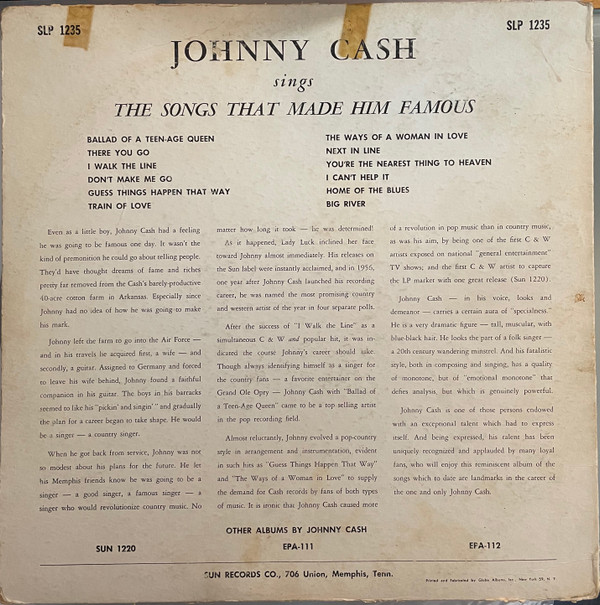 SLP 1235
SLP 1235
JOHNNY CASH
sings
THE SONGS THAT MADE HIM FAMOUS
BALLAD OF A TEEN-AGE QUEEN
THERE YOU GO
I WALK THE LINE
DON'T MAKE ME GO
GUESS THINGS HAPPEN THAT WAY
TRAIN OF LOVE
THE WAYS OF A WOMAN IN LOVE
NEXT IN LINE
YOU'RE THE NEAREST THING TO HEAVEN
I CAN'T HELP IT
HOME OF THE BLUES
BIG RIVER
Even as a little boy, Johnny Cash had a feeling
he was going to be famous one day. It wasn't the
kind of premonition he could go about telling people.
They'd have thought dreams of fame and riches
pretty far removed from the Cash's barely-productive
40-acre cotton farm in Arkansas. Especially since
Johnny had no idea of how he was going to make
his mark.
Johnny left the farm to go into the Air Force —
and in his travels he acquired first, a wife — and
secondly, a guitar. Assigned to Germany and forced
to leave his wife behind, Johnny found a faithful
companion in his guitar. The boys in his barracks
seemed to like his "pickin' and singin'" and gradually
the plan for a career began to take shape. He would
be a singer — a country singer.
When he got back from service, Johnny was not
so modest about his plans for the future. He let
his Memphis friends know he was going to be a
singer — a good singer, a famous singer — a
singer who would revolutionize country music. No
matter how long it took — he was determined!
As it happened, Lady Luck inclined her face
toward Johnny almost immediately. His releases on
the Sun label were instantly acclaimed, and in 1956,
one year after Johnny Cash launched his recording
career, he was named the most promising country
and western artist of the year in four separate polls.
After the success of "I Walk the Line" as a
simultaneous C & W and popular hit, it was in-
dicated the course Johnny's career should take.
Though always identifying himself as a singer for
the country fans — a favorite entertainer on the
Grand Ole Opry — Johnny Cash with "Ballad of
a Teen-Age Queen" came to be a top selling artist
in the pop recording field.
Almost reluctantly, Johnny evolved a pop-country
style in arrangement and instrumentation, evident
in such hits as "Guess Things Happen That Way"
and "The Ways of a Woman in Love" to supply
the demand for Cash records by fans of both types
of music. It is ironic that Johnny Cash caused more
of a revolution in pop music than in country music,
as was his aim, by being one of the first C & W
artists exposed on national "general entertainment"
TV shows; and the first C & W artist to capture
the LP market with one great release (Sun 1220).
Johnny Cash — in his voice, looks and
demeanor — carries a certain aura of "specialness."
He is a very dramatic figure — tall, muscular, with
blue-black hair. He looks the part of a folk singer —
a 20th century wandering minstrel. And his fatalistic
style, both in composing and singing, has a quality
of monotone, but of "emotional monotone" that
defies analysis, but which is genuinely powerful.
Johnny Cash is one of those persons endowed
with an exceptional talent which had to express
itself. And being expressed, his talent has been
uniquely recognized and applauded by many loyal
fans, who will enjoy this reminiscent album of the
songs which to date are landmarks in the career of
the one and only Johnny Cash.
OTHER ALBUMS BY JOHNNY CASH
SUN 1220
EPA-111
EPA-112
SUN RECORDS CO., 706 Union, Memphis, Tenn.
Printed and Fabricated by Globe Albums, Inc., New York 59, N. Y.